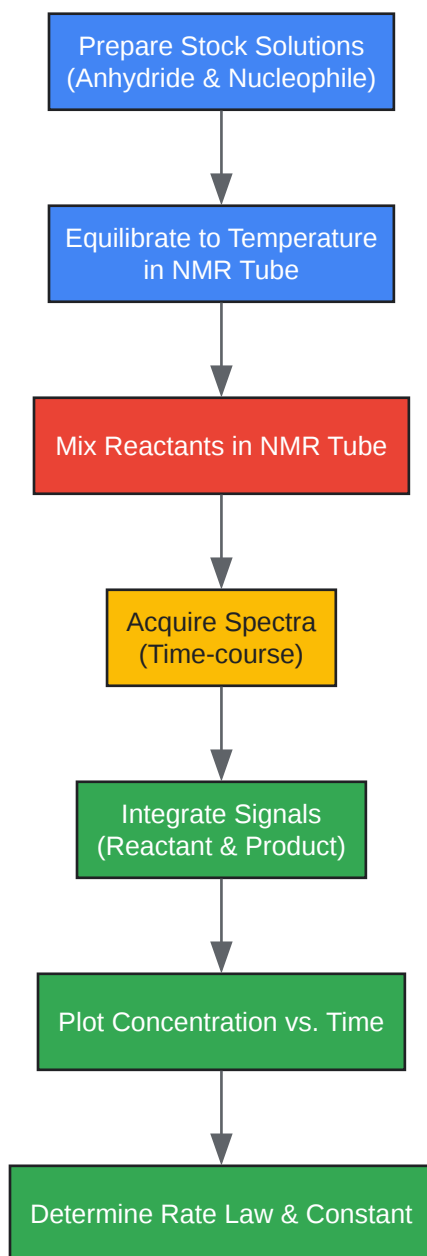 Prepare Stock Solutions
(Anhydride & Nucleophile)
Equilibrate to Temperature
in NMR Tube
Mix Reactants in NMR Tube
Acquire Spectra
(Time-course)
Integrate Signals
(Reactant & Product)
Plot Concentration vs. Time
Determine Rate Law & Constant